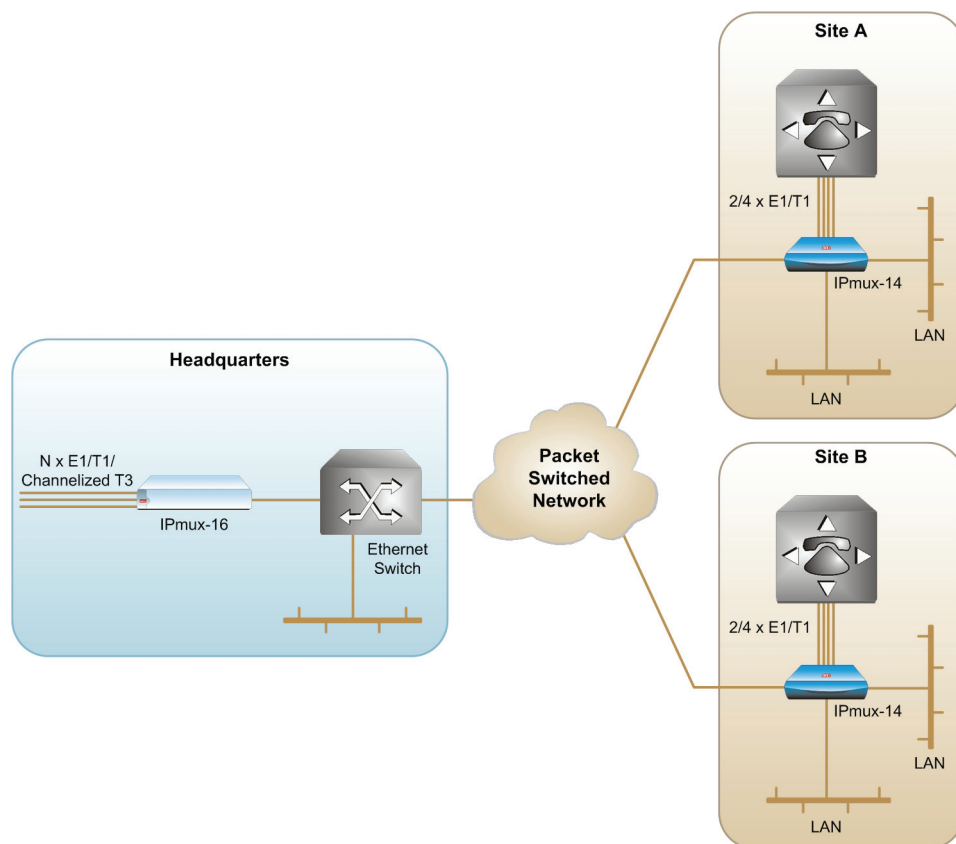 Headquarters
N x E1/T1/
Channelized T3
IPmux-16
Ethernet
Switch
Packet
Switched
Network
Site A
2/4 x E1/T1
IPmux-14
LAN
LAN
Site B
2/4 x E1/T1
IPmux-14
LAN
LAN